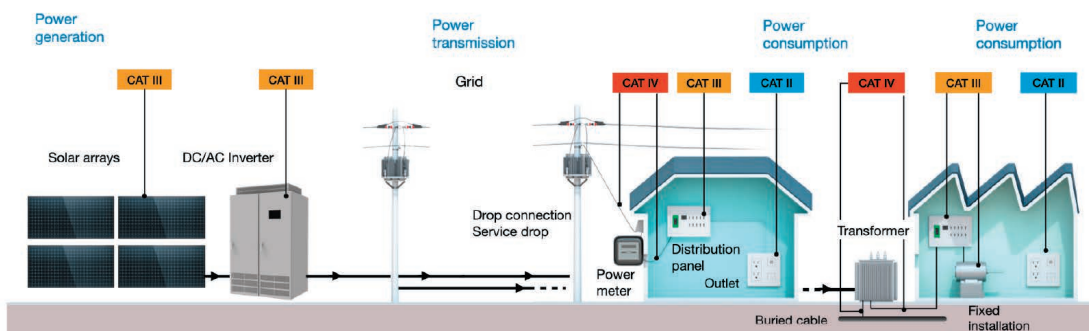 Power
generation
Power
transmission
Power
consumption
Power
consumption
CAT III
CAT III
Grid
CAT IV
CAT III
CAT II
CAT IV
CAT III
CAT II
Solar arrays
DC/AC Inverter
Drop connection
Service drop
Power
meter
Distribution
panel
Outlet
Transformer
Buried cable
Fixed
installation